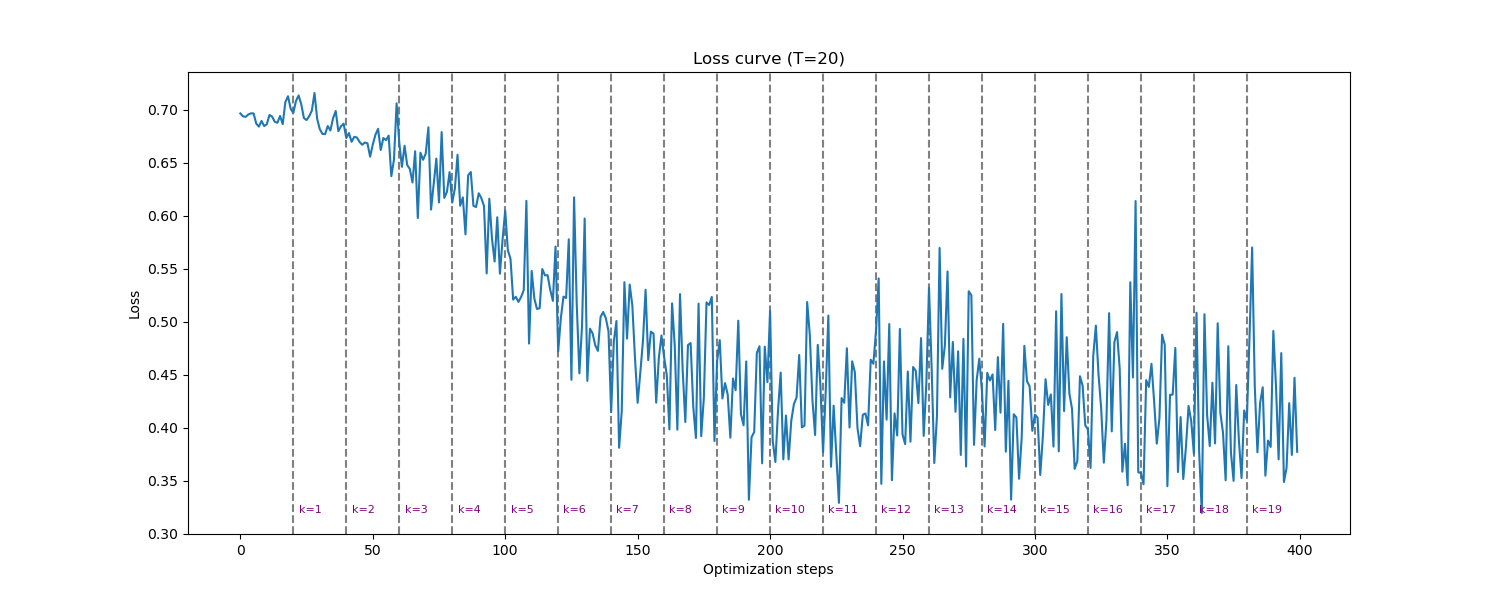 Loss curve (T=20)
Loss
0.70
0.65
0.60
0.55
0.50
0.45
0.40
0.35
0.30
k=1 k=2 k=3 k=4 k=5 k=6 k=7 k=8 k=9 k=10 k=11 k=12 k=13 k=14 k=15 k=16 k=17 k=18 k=19
0 50 100 150 200 250 300 350 400
Optimization steps